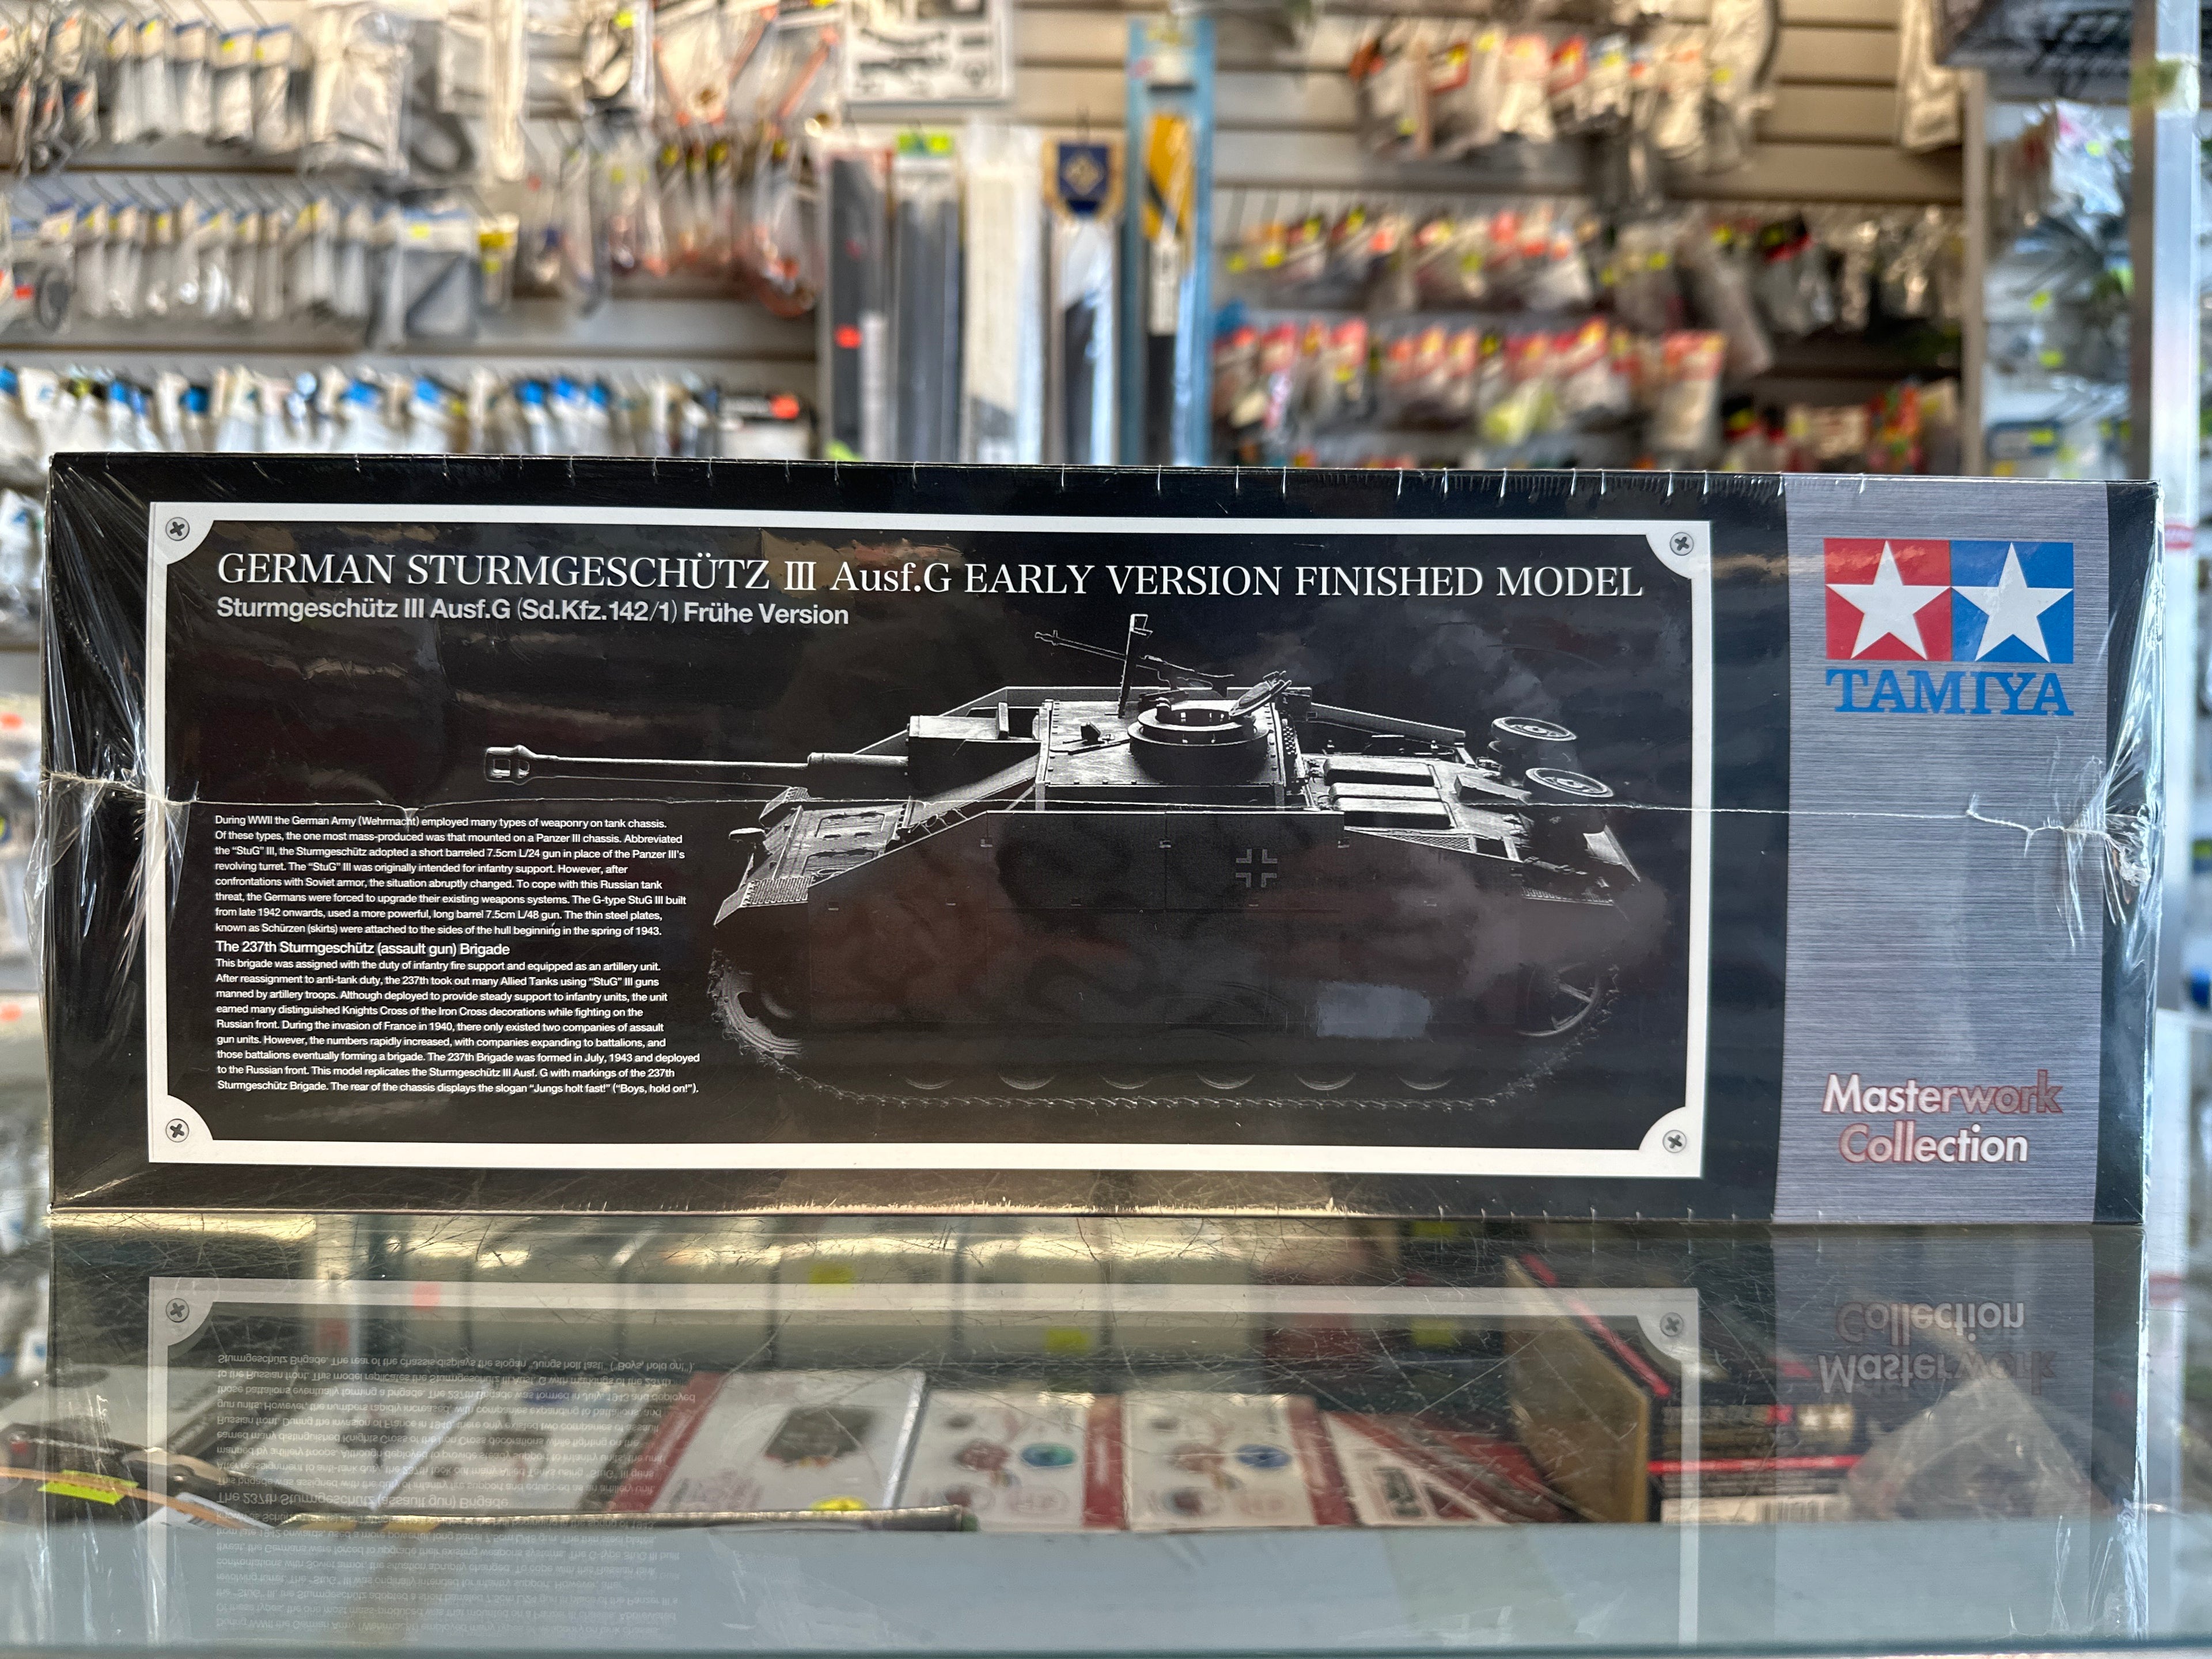 GERMAN STURMGESCHÜTZ III Ausf.G EARLY VERSION FINISHED MODEL
Sturmgeschütz III Ausf.G (Sd.Kfz.142/1) Frühe Version
During WWII the German Army (Wehrmacht) employed many types of weaponry on tank chassis.
Of these types, the one most mass-produced was that mounted on a Panzer III chassis. Abbreviated
the “StuG” III, the Sturmgeschütz adopted a short barreled 7.5cm L/24 gun in place of the Panzer III's
revolving turret. The “StuG” III was originally intended for infantry support. However, after
confrontations with Soviet armor, the situation abruptly changed. To cope with this Russian tank
threat, the Germans were forced to upgrade their existing weapons systems. The G-type StuG III built
from late 1942 onwards, used a more powerful, long barrel 7.5cm L/48 gun. The thin steel plates,
known as Schürzen (skirts) were attached to the sides of the hull beginning in the spring of 1943.
The 237th Sturmgeschütz (assault gun) Brigade
This brigade was assigned with the duty of infantry fire support and equipped as an artillery unit.
After reassignment to anti-tank duty, the 237th took out many Allied Tanks using “StuG” III guns
manned by artillery troops. Although deployed to provide steady support to infantry units, the unit
earned many distinguished Knights Cross of the Iron Cross decorations while fighting on the
Russian front. During the invasion of France in 1940, there only existed two companies of assault
gun units. However, the numbers rapidly increased, with companies expanding to battalions, and
those battalions eventually forming a brigade. The 237th Brigade was formed in July, 1943 and deployed
to the Russian front. This model replicates the Sturmgeschütz III Ausf. G with markings of the 237th
Sturmgeschütz Brigade. The rear of the chassis displays the slogan “Jungs holt fast!” (“Boys, hold on!”).
TAMIYA
Masterwork
Collection